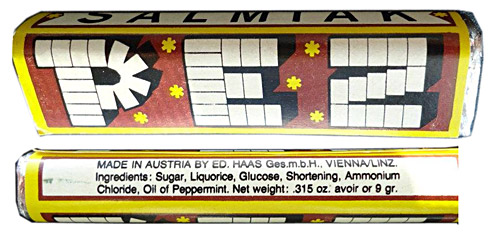 SALMIAK
PEZ
MADE IN AUSTRIA BY ED. HAAS Ges.m.b.H., VIENNA/LINZ.
Ingredients: Sugar, Liquorice, Glucose, Shortening, Ammonium
Chloride, Oil of Peppermint. Net weight: .315 oz. avoir or 9 gr.